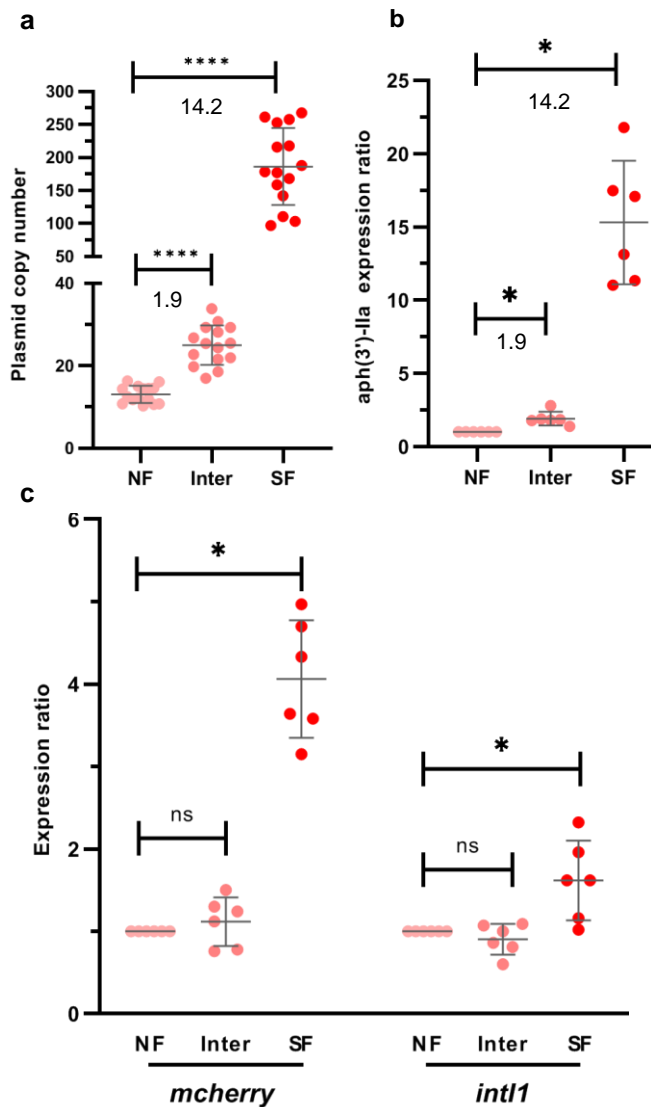 a
****
14.2
Plasmid copy number
300
250
200
150
100
50
40
20
0
****
1.9
NF Inter SF
b
*
14.2
aph(3')-IIa expression ratio
25
20
15
10
5
0
*
1.9
NF Inter SF
c
Expression ratio
6
4
2
0
*
ns
*
ns
NF Inter SF NF Inter SF
mcherry intI1